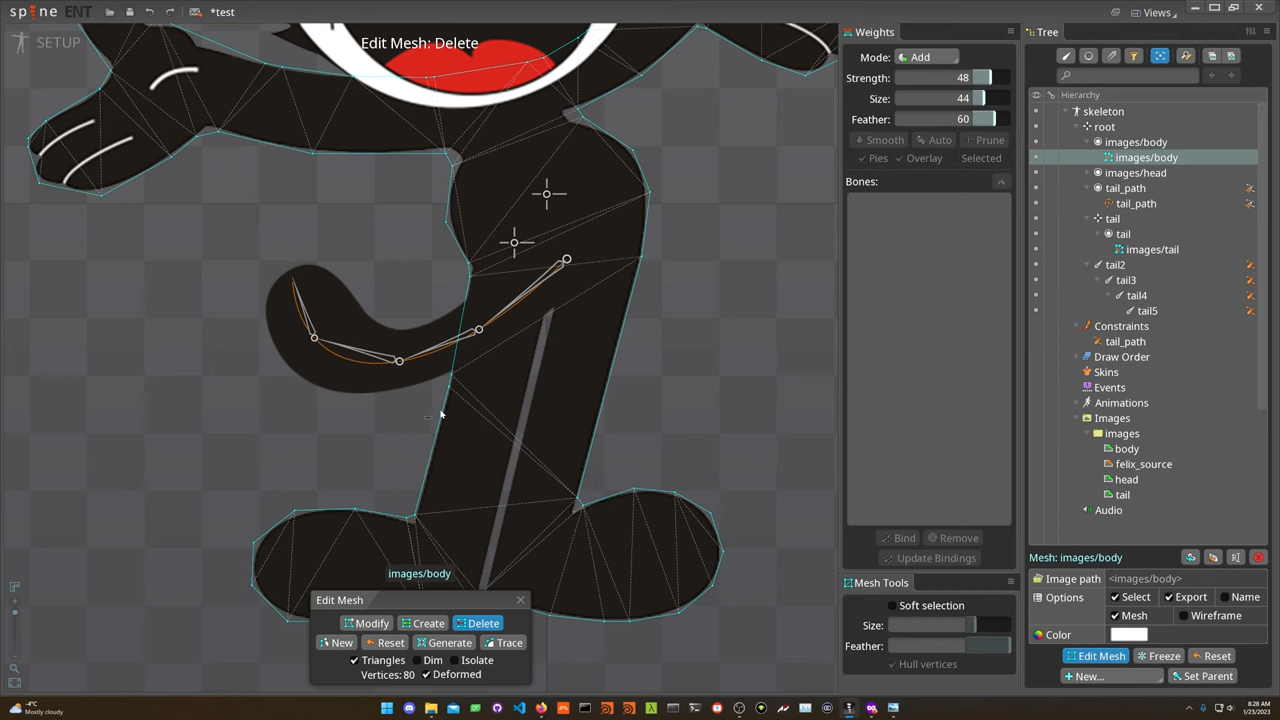 spine ENT
*test
Views
SETUP
Edit Mesh: Delete
Weights
Mode: Add
Strength: 48
Size: 44
Feather: 60
Smooth Auto Prune
Pies Overlay Selected
Bones:
Bind Remove
Update Bindings
Mesh Tools
Soft selection
Size:
Feather:
Hull vertices
Tree
Hierarchy
skeleton
root
images/body
images/body
images/head
tail_path
tail_path
tail
tail
images/tail
tail2
tail3
tail4
tail5
Constraints
tail_path
Draw Order
Skins
Events
Animations
Images
images
body
felix_source
head
tail
Audio
Mesh: images/body
Image path <images/body>
Options Select Export Name
Mesh Wireframe
Color
Edit Mesh Freeze Reset
New... Set Parent
images/body
Edit Mesh
Modify Create Delete
New Reset Generate Trace
Triangles Dim Isolate
Vertices: 80 Deformed
-4°C
Mostly cloudy
8:28 AM
1/23/2023